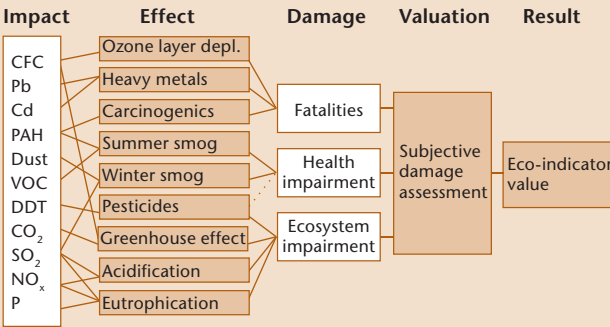 Impact Effect Damage Valuation Result
CFC
Pb
Cd
PAH
Dust
VOC
DDT
CO₂
SO₂
NOₓ
P
Ozone layer depl.
Heavy metals
Carcinogenics
Summer smog
Winter smog
Pesticides
Greenhouse effect
Acidification
Eutrophication
Fatalities
Health
impairment
Ecosystem
impairment
Subjective
damage
assessment
Eco-indicator
value